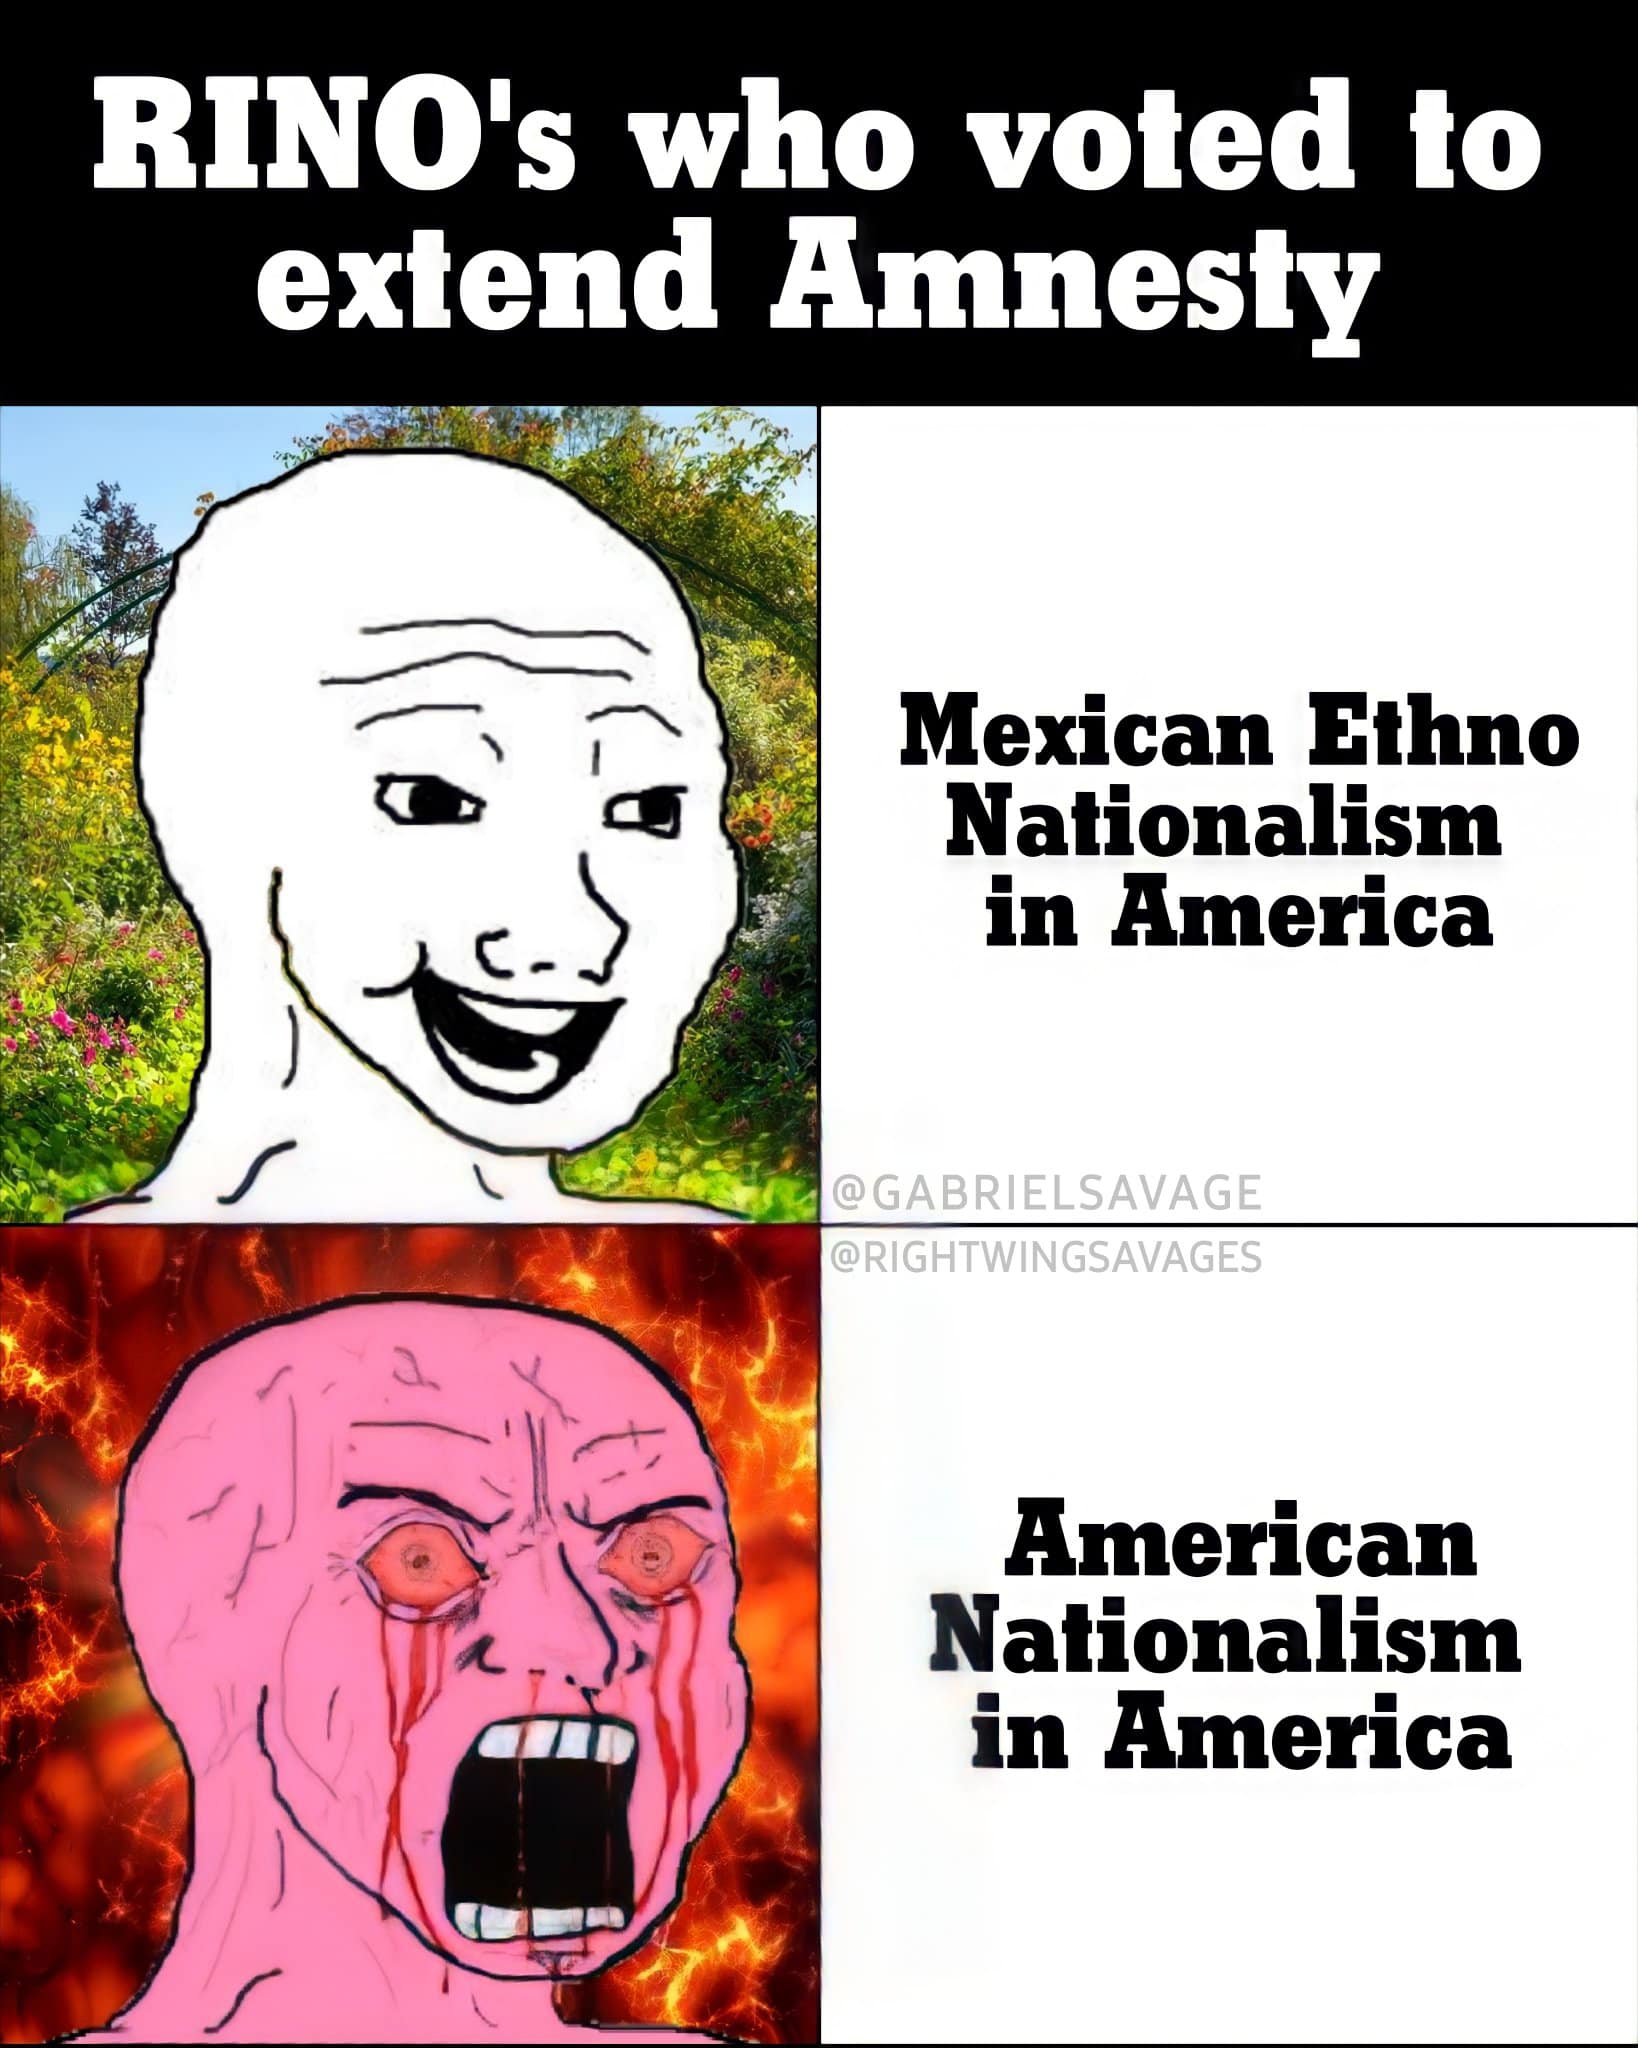 RINO's who voted to
extend Amnesty
Mexican Ethno
Nationalism
in America
@GABRIELSAVAGE
@RIGHTWINGSAVAGES
American
Nationalism
in America